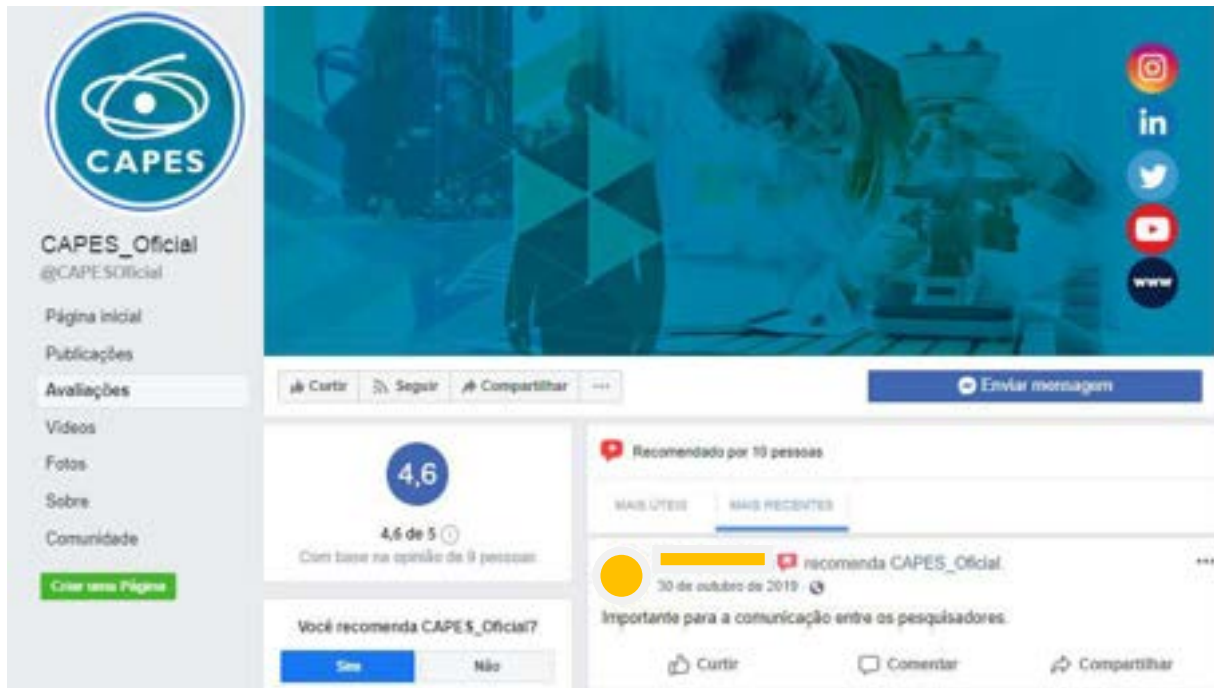 CAPES
CAPES_Oficial
@CAPESOficial
Página inicial
Publicações
Avaliações
Vídeos
Fotos
Sobre
Comunidade
Criar uma Página
in
www
Curtir Seguir Compartilhar ...
Enviar mensagem
4,6
4,6 de 5
Com base na opinião de 9 pessoas
Você recomenda CAPES_Oficial?
Sim Não
Recomendado por 10 pessoas
MAIS ÚTEIS MAIS RECENTES
recomenda CAPES_Oficial.
30 de outubro de 2019
Importante para a comunicação entre os pesquisadores.
Curtir Comentar Compartilhar